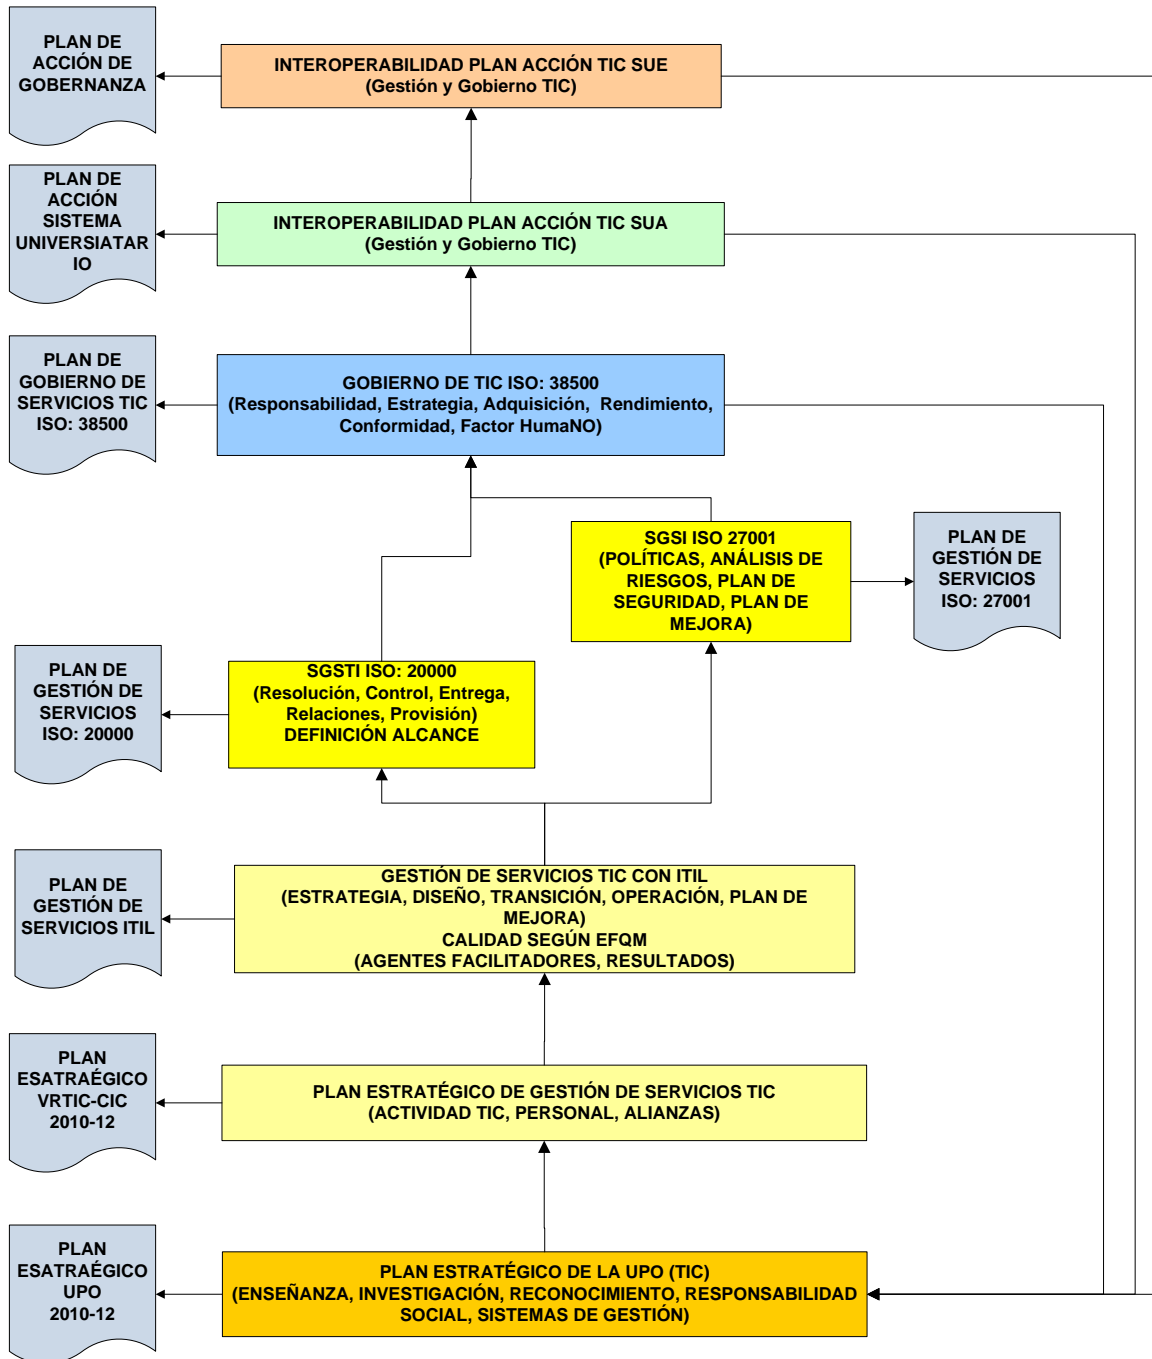 PLAN DE
ACCIÓN DE
GOBERNANZA
INTEROPERABILIDAD PLAN ACCIÓN TIC SUE
(Gestión y Gobierno TIC)
PLAN DE
ACCIÓN
SISTEMA
UNIVERSIATAR
IO
INTEROPERABILIDAD PLAN ACCIÓN TIC SUA
(Gestión y Gobierno TIC)
PLAN DE
GOBIERNO DE
SERVICIOS TIC
ISO: 38500
GOBIERNO DE TIC ISO: 38500
(Responsabilidad, Estrategia, Adquisición, Rendimiento,
Conformidad, Factor HumaNO)
SGSI ISO 27001
(POLÍTICAS, ANÁLISIS DE
RIESGOS, PLAN DE
SEGURIDAD, PLAN DE
MEJORA)
PLAN DE
GESTIÓN DE
SERVICIOS
ISO: 27001
PLAN DE
GESTIÓN DE
SERVICIOS
ISO: 20000
SGSTI ISO: 20000
(Resolución, Control, Entrega,
Relaciones, Provisión)
DEFINICIÓN ALCANCE
PLAN DE
GESTIÓN DE
SERVICIOS ITIL
GESTIÓN DE SERVICIOS TIC CON ITIL
(ESTRATEGIA, DISEÑO, TRANSICIÓN, OPERACIÓN, PLAN DE
MEJORA)
CALIDAD SEGÚN EFQM
(AGENTES FACILITADORES, RESULTADOS)
PLAN
ESATRAÉGICO
VRTIC-CIC
2010-12
PLAN ESTRATÉGICO DE GESTIÓN DE SERVICIOS TIC
(ACTIVIDAD TIC, PERSONAL, ALIANZAS)
PLAN
ESATRAÉGICO
UPO
2010-12
PLAN ESTRATÉGICO DE LA UPO (TIC)
(ENSEÑANZA, INVESTIGACIÓN, RECONOCIMIENTO, RESPONSABILIDAD
SOCIAL, SISTEMAS DE GESTIÓN)